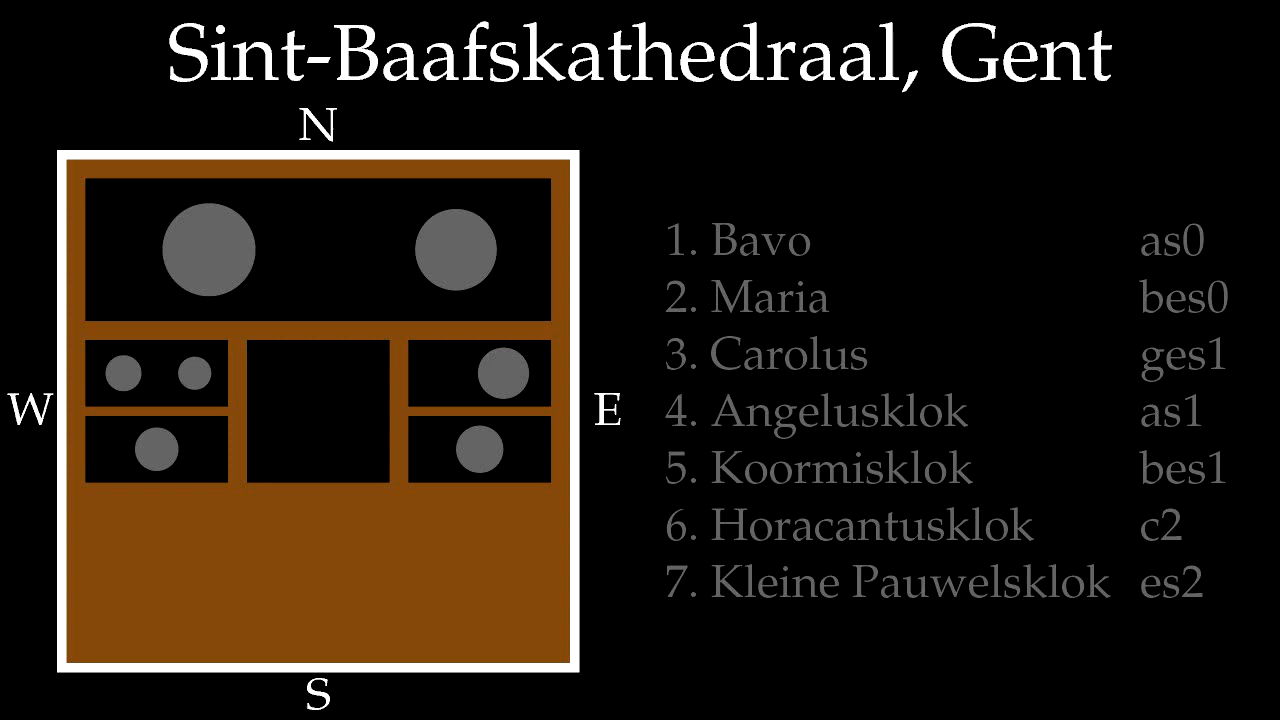 Sint-Baafskathedraal, Gent
N
W
E
S
1. Bavo as0
2. Maria bes0
3. Carolus ges1
4. Angelusklok as1
5. Koormisklok bes1
6. Horacantusklok c2
7. Kleine Pauwelsklok es2